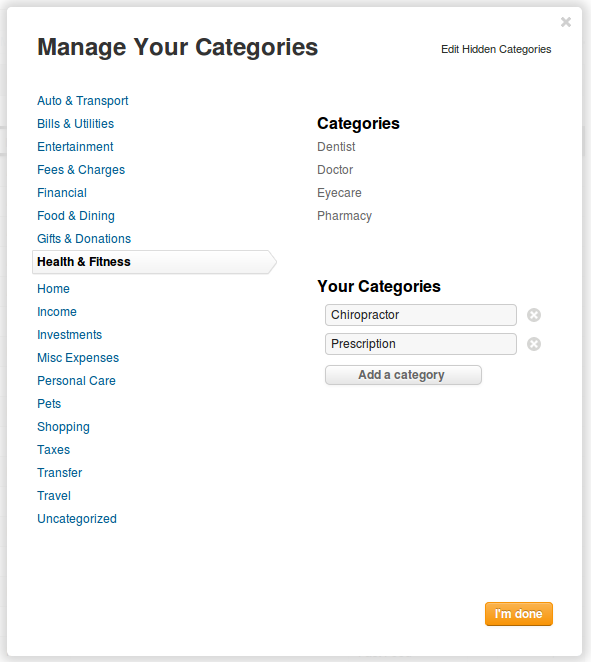 Manage Your Categories
Edit Hidden Categories
Auto & Transport
Bills & Utilities
Entertainment
Fees & Charges
Financial
Food & Dining
Gifts & Donations
Health & Fitness
Home
Income
Investments
Misc Expenses
Personal Care
Pets
Shopping
Taxes
Transfer
Travel
Uncategorized
Categories
Dentist
Doctor
Eyecare
Pharmacy
Your Categories
Chiropractor
Prescription
Add a category
I'm done